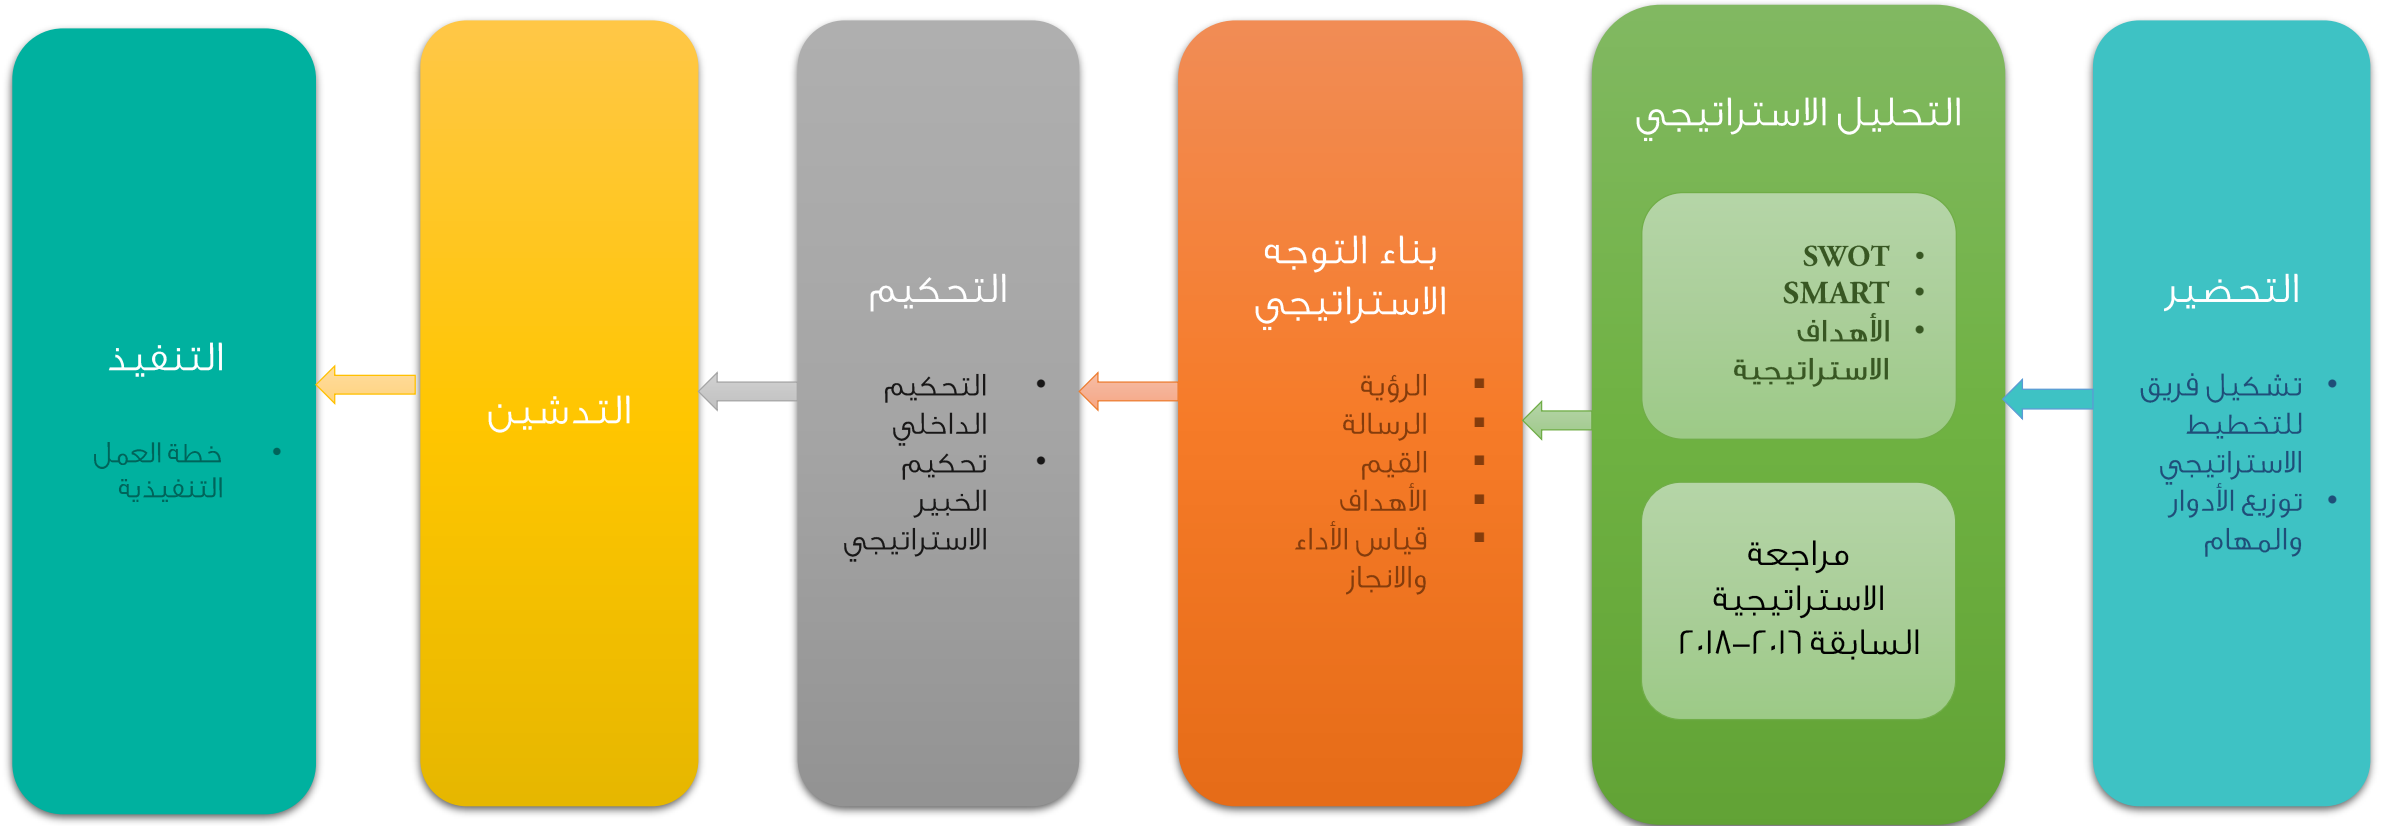 التحضير
• تشكيل فريق
للتخطيط
الاستراتيجي
• توزيع الأدوار
والمهام
التحليل الاستراتيجي
• SWOT
• SMART
• الأهداف
الاستراتيجية
مراجعة
الاستراتيجية
السابقة ٢٠١٦–٢٠١٨
بناء التوجه
الاستراتيجي
▪ الرؤية
▪ الرسالة
▪ القيم
▪ الأهداف
▪ قياس الأداء
والانجاز
التحكيم
• التحكيم
الداخلي
• تحكيم
الخبير
الاستراتيجي
التدشين
التنفيذ
• خطة العمل
التنفيذية